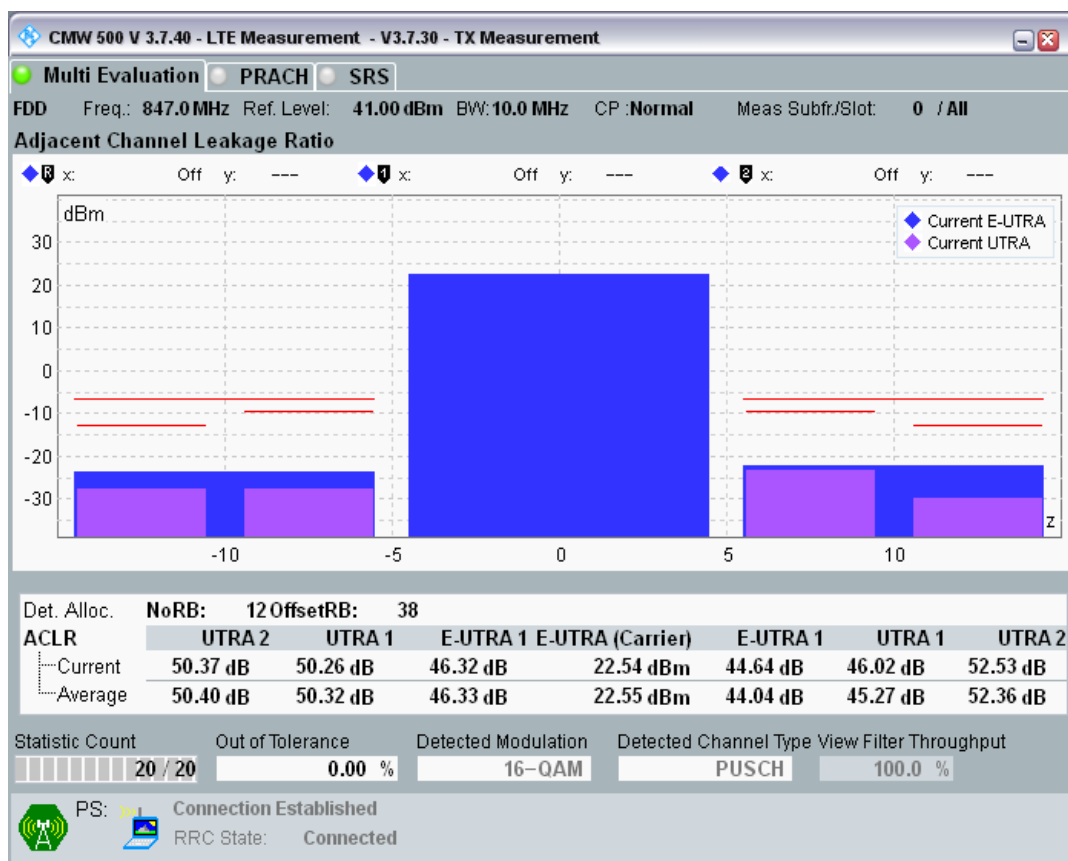 CMW 500 V 3.7.40 - LTE Measurement - V3.7.30 - TX Measurement
Multi Evaluation PRACH SRS
FDD Freq.: 847.0 MHz Ref. Level: 41.00 dBm BW: 10.0 MHz CP :Normal Meas Subfr./Slot: 0 / All
Adjacent Channel Leakage Ratio
R x: Off y: --- 1 x: Off y: --- 2 x: Off y: ---
dBm
Current E-UTRA
Current UTRA
30
20
10
0
-10
-20
-30
z
-10 -5 0 5 10
Det. Alloc. NoRB: 12 OffsetRB: 38
ACLR UTRA 2 UTRA 1 E-UTRA 1 E-UTRA (Carrier) E-UTRA 1 UTRA 1 UTRA 2
Current 50.37 dB 50.26 dB 46.32 dB 22.54 dBm 44.64 dB 46.02 dB 52.53 dB
Average 50.40 dB 50.32 dB 46.33 dB 22.55 dBm 44.04 dB 45.27 dB 52.36 dB
Statistic Count Out of Tolerance Detected Modulation Detected Channel Type View Filter Throughput
20 / 20 0.00 % 16-QAM PUSCH 100.0 %
PS: Connection Established
RRC State: Connected